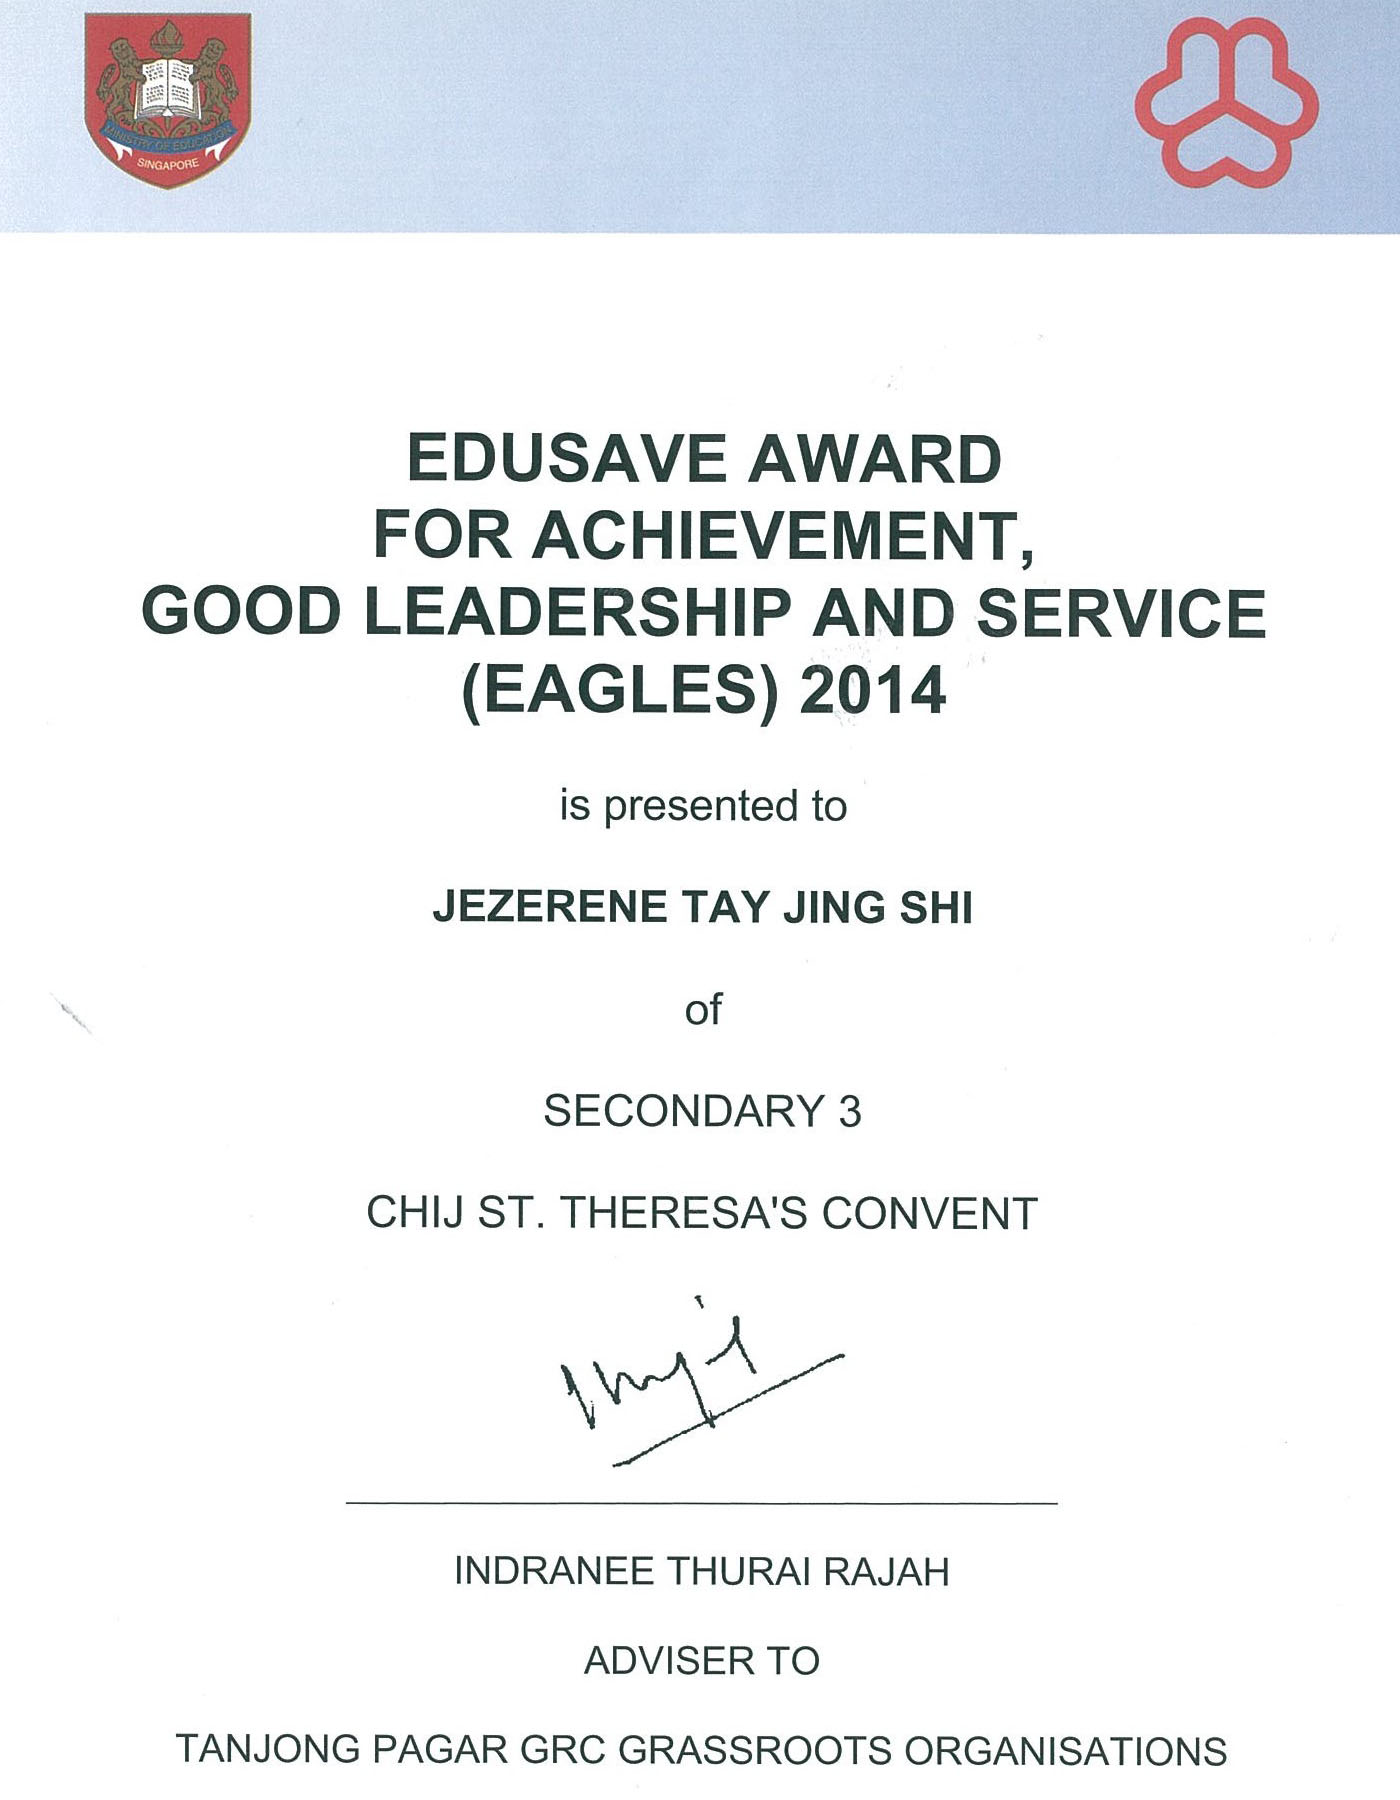 MINISTRY OF EDUCATION
SINGAPORE
EDUSAVE AWARD
FOR ACHIEVEMENT,
GOOD LEADERSHIP AND SERVICE
(EAGLES) 2014
is presented to
JEZERENE TAY JING SHI
of
SECONDARY 3
CHIJ ST. THERESA'S CONVENT
INDRANEE THURAI RAJAH
ADVISER TO
TANJONG PAGAR GRC GRASSROOTS ORGANISATIONS